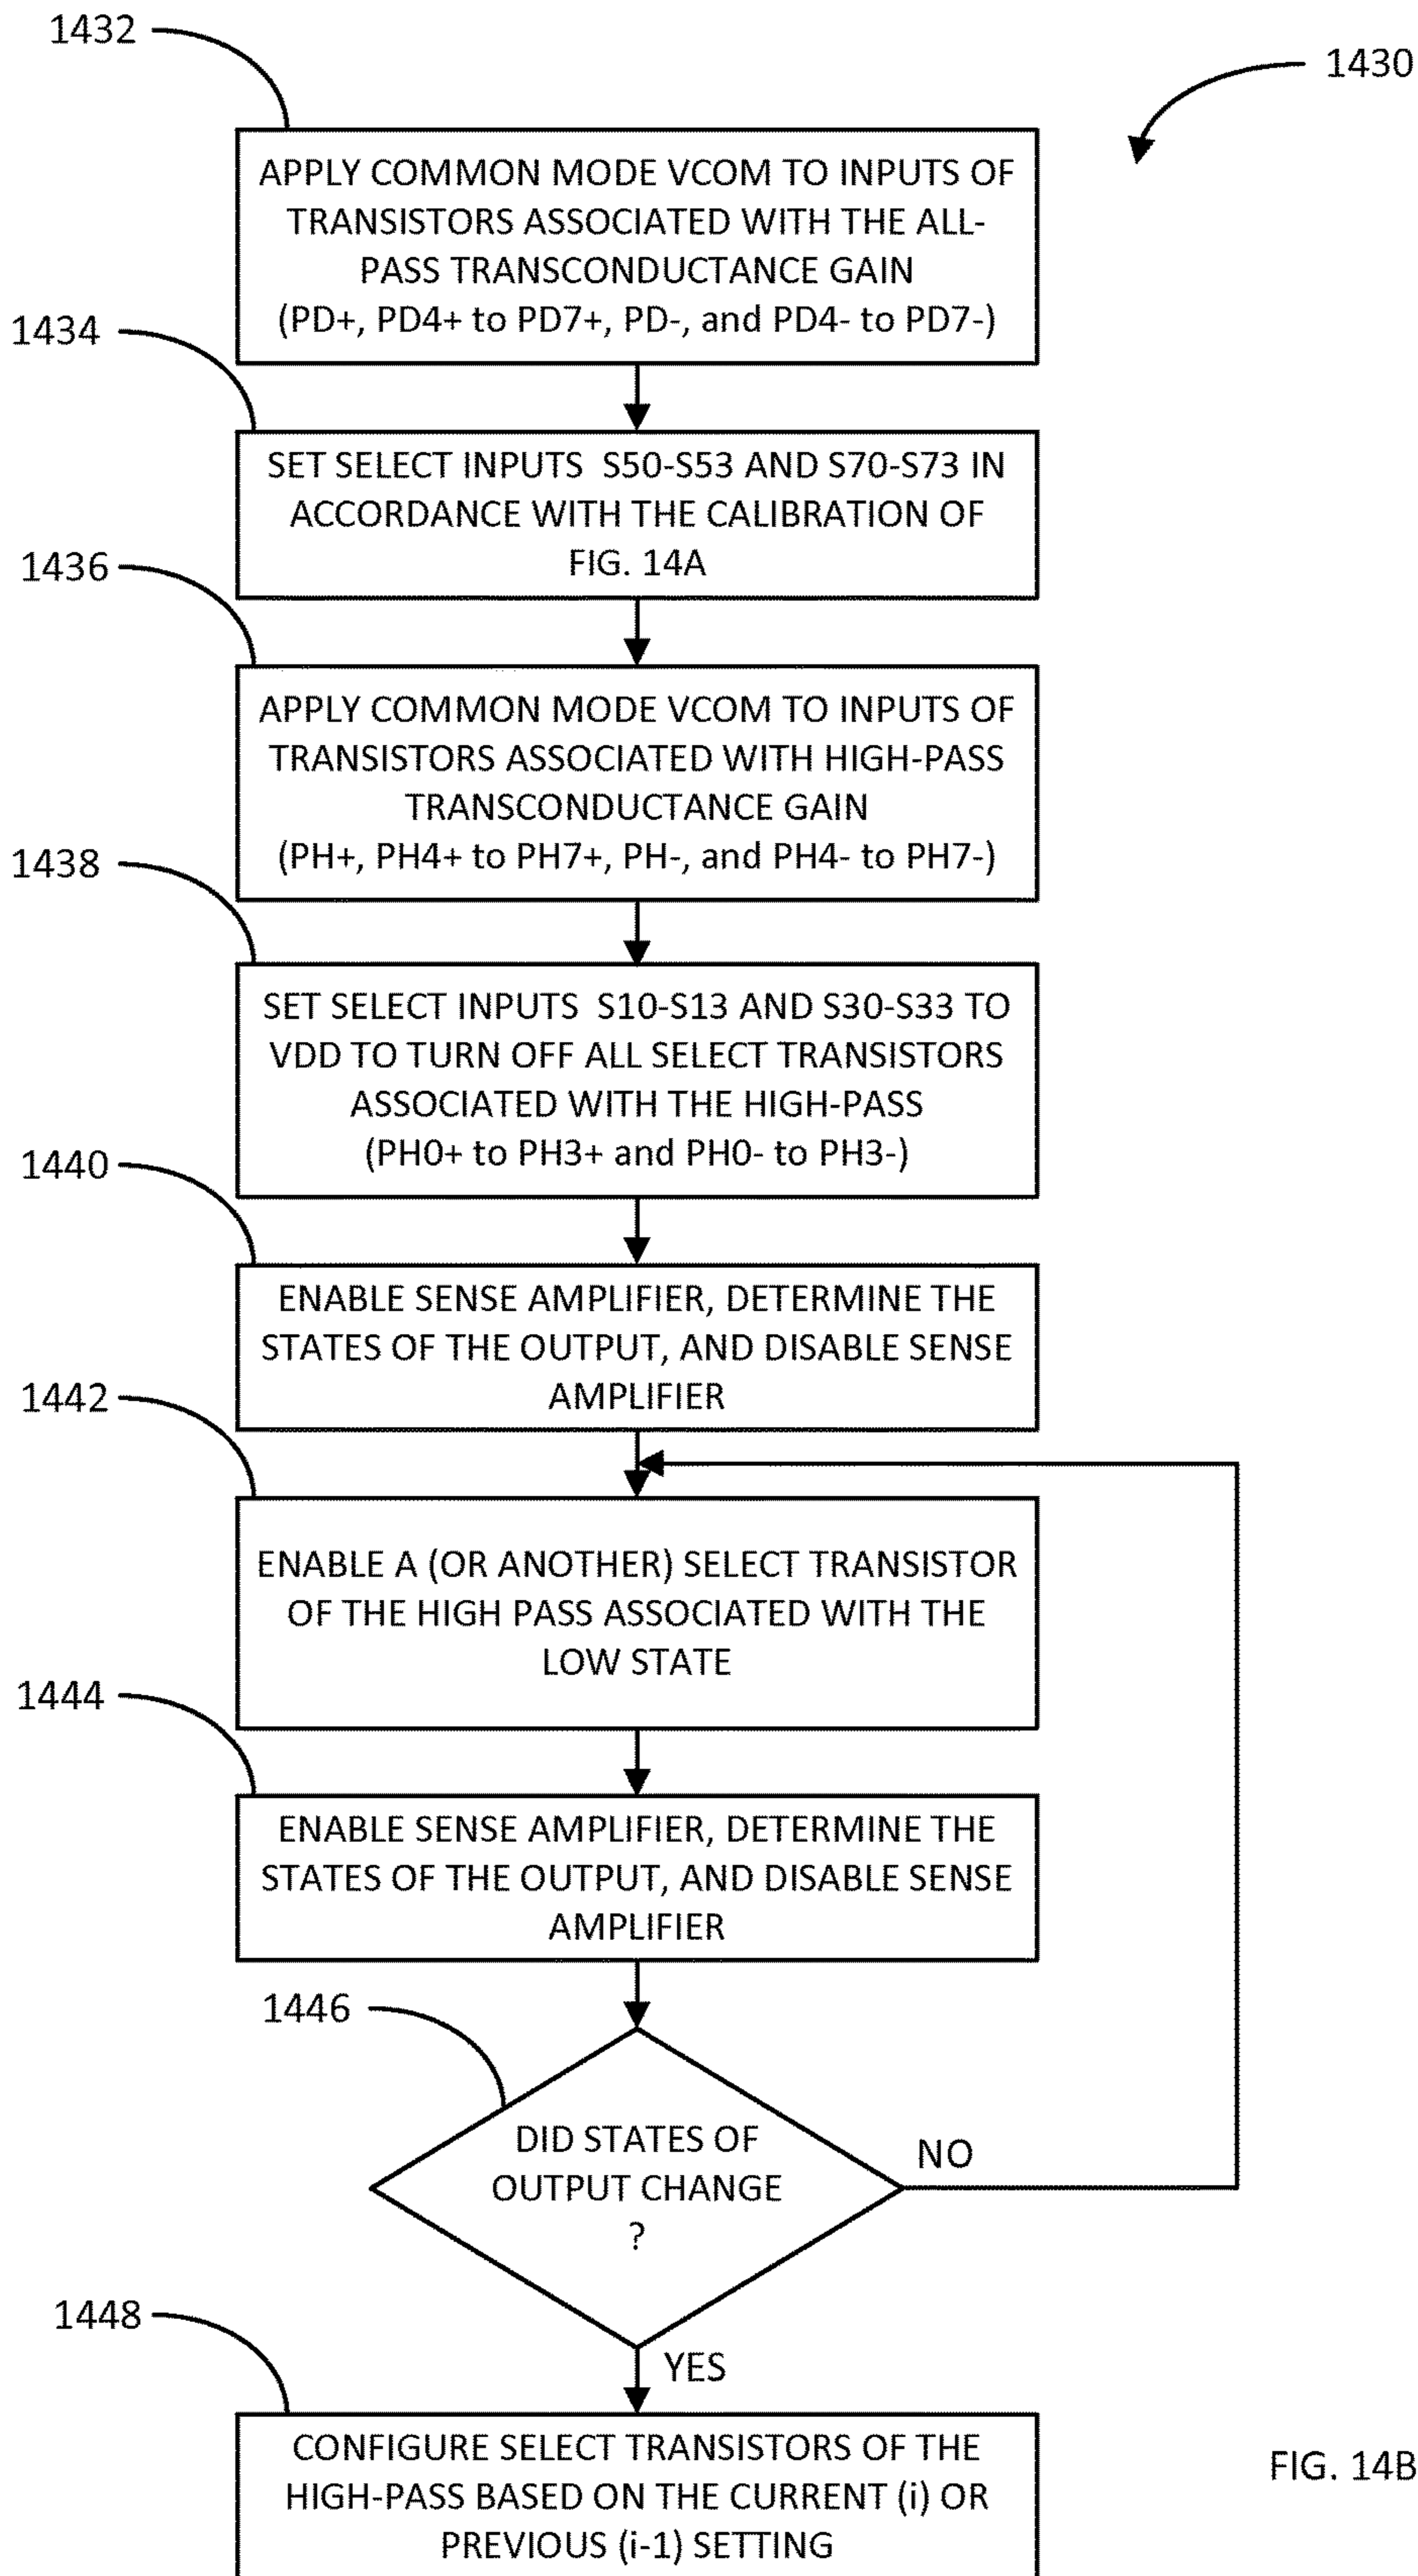 1432
1430
APPLY COMMON MODE VCOM TO INPUTS OF
TRANSISTORS ASSOCIATED WITH THE ALL-
PASS TRANSCONDUCTANCE GAIN
(PD+, PD4+ to PD7+, PD-, and PD4- to PD7-)
1434
SET SELECT INPUTS S50-S53 AND S70-S73 IN
ACCORDANCE WITH THE CALIBRATION OF
FIG. 14A
1436
APPLY COMMON MODE VCOM TO INPUTS OF
TRANSISTORS ASSOCIATED WITH HIGH-PASS
TRANSCONDUCTANCE GAIN
(PH+, PH4+ to PH7+, PH-, and PH4- to PH7-)
1438
SET SELECT INPUTS S10-S13 AND S30-S33 TO
VDD TO TURN OFF ALL SELECT TRANSISTORS
ASSOCIATED WITH THE HIGH-PASS
(PH0+ to PH3+ and PH0- to PH3-)
1440
ENABLE SENSE AMPLIFIER, DETERMINE THE
STATES OF THE OUTPUT, AND DISABLE SENSE
AMPLIFIER
1442
ENABLE A (OR ANOTHER) SELECT TRANSISTOR
OF THE HIGH PASS ASSOCIATED WITH THE
LOW STATE
1444
ENABLE SENSE AMPLIFIER, DETERMINE THE
STATES OF THE OUTPUT, AND DISABLE SENSE
AMPLIFIER
1446
DID STATES OF
OUTPUT CHANGE
?
NO
YES
1448
CONFIGURE SELECT TRANSISTORS OF THE
HIGH-PASS BASED ON THE CURRENT (i) OR
PREVIOUS (i-1) SETTING
FIG. 14B